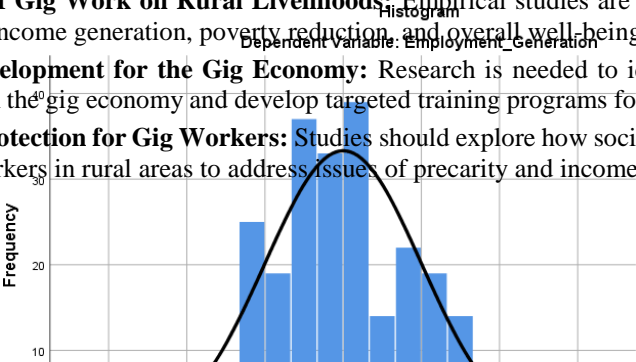 f Gig Work on Rural Livelihoods: Empirical studies are
Histogram
ncome generation, poverty reduction, and overall well-being
Dependent Variable: Employment_Generation
elopment for the Gig Economy: Research is needed to i
the gig economy and develop targeted training programs fo
40
otection for Gig Workers: Studies should explore how soci
rkers in rural areas to address issues of precarity and income
30
Frequency
20
10